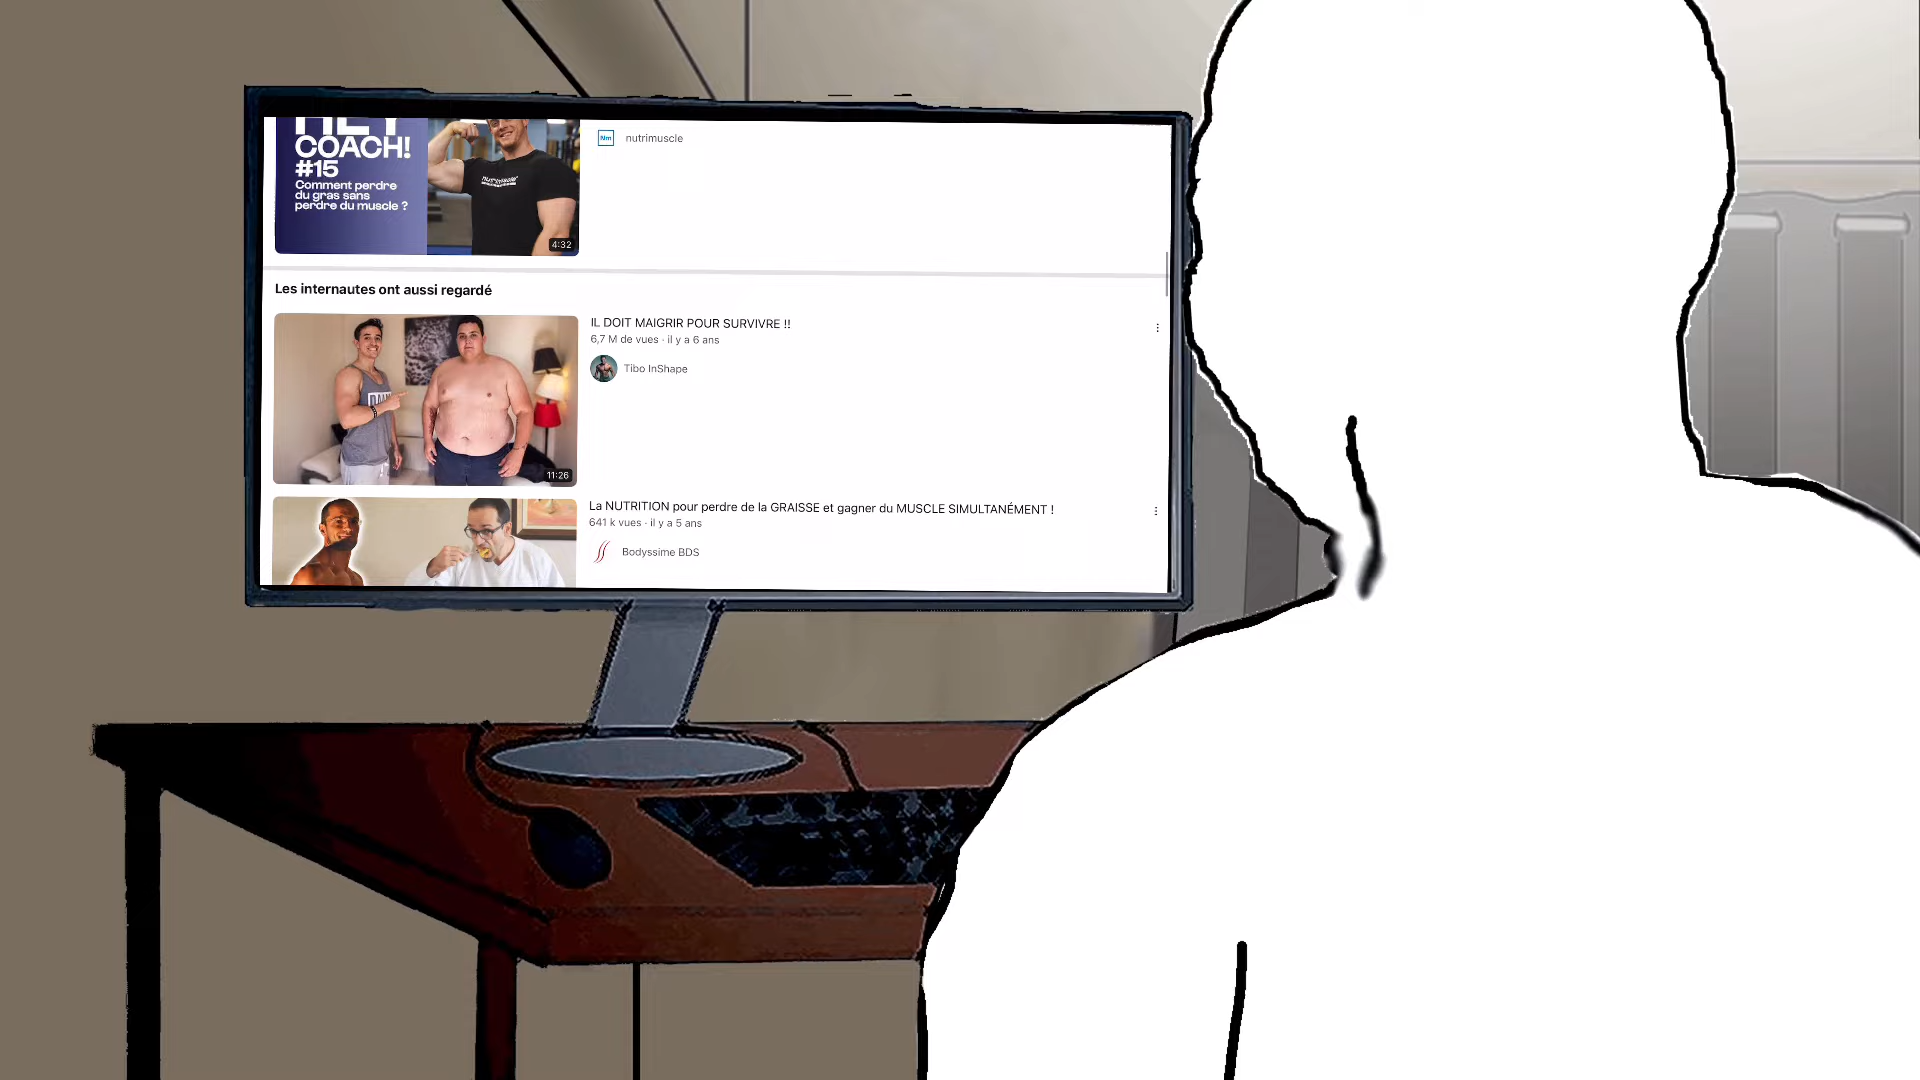 HEY
COACH!
#15
Comment perdre
du gras sans
perdre du muscle ?
4:32
Nm nutrimuscle
Les internautes ont aussi regardé
IL DOIT MAIGRIR POUR SURVIVRE !!
6,7 M de vues · il y a 6 ans
Tibo InShape
11:26
La NUTRITION pour perdre de la GRAISSE et gagner du MUSCLE SIMULTANÉMENT !
641 k vues · il y a 5 ans
Bodyssime BDS